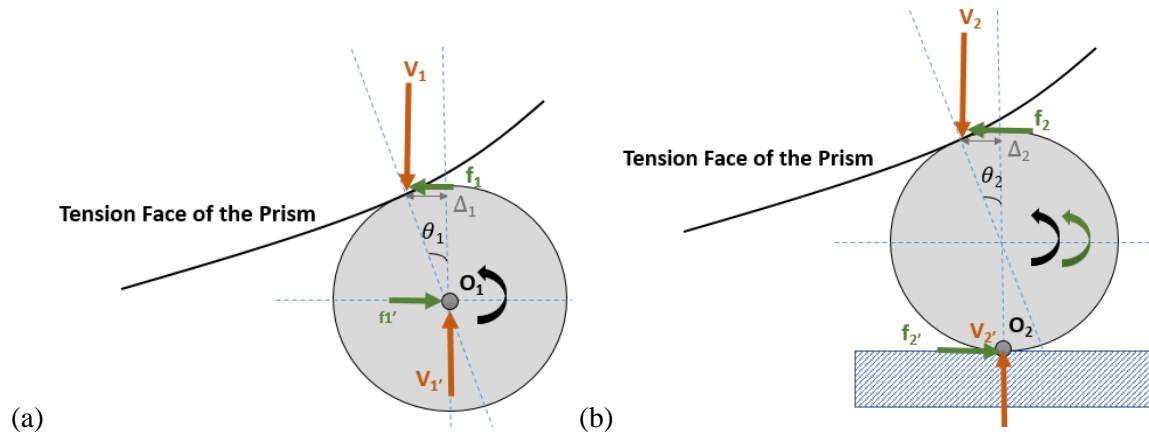 V₁
f₁
Δ₁
Tension Face of the Prism
θ₁
O₁
f1'
V₁'
(a)
V₂
f₂
Δ₂
Tension Face of the Prism
θ₂
O₂
f₂'
V₂'
(b)